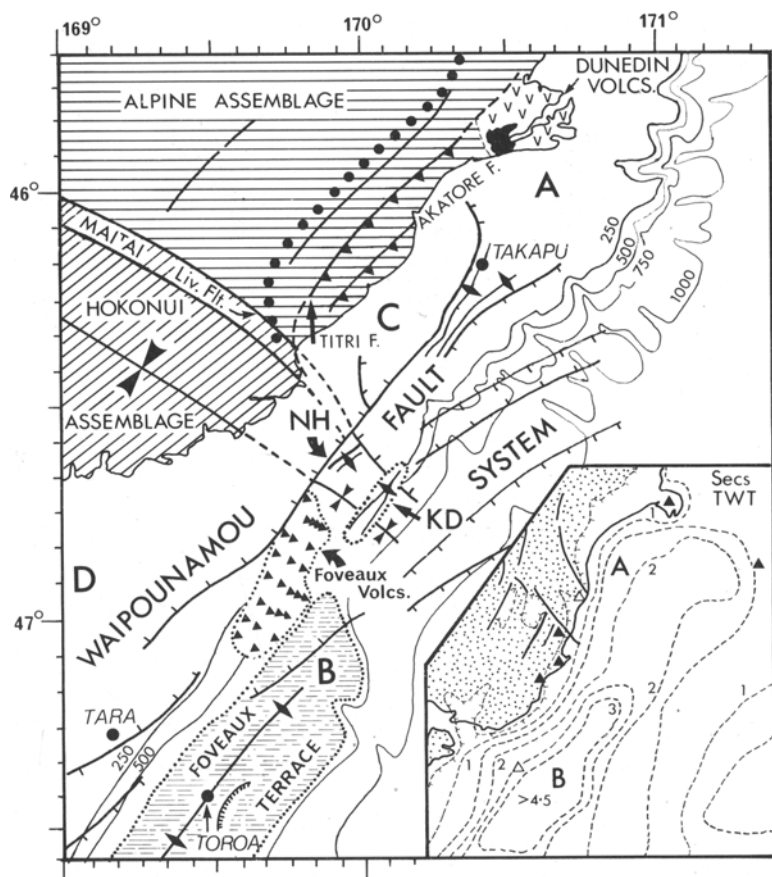 169° 170° 171°
DUNEDIN
VOLCS.
ALPINE ASSEMBLAGE
V V V V V V V V V
A
46°
AKATORE F.
250
500
750
1000
TAKAPU
MAITAI
Liv. Flt.
HOKONUI
C
TITRI F.
ASSEMBLAGE
NH
FAULT
SYSTEM
KD
Secs
TWT
1
A
2
D
WAIPOUNAMOU
Foveaux
Volcs.
47°
B
2
1
3
TARA
250
500
FOVEAUX
TERRACE
1
2
B
>4·5
TOROA